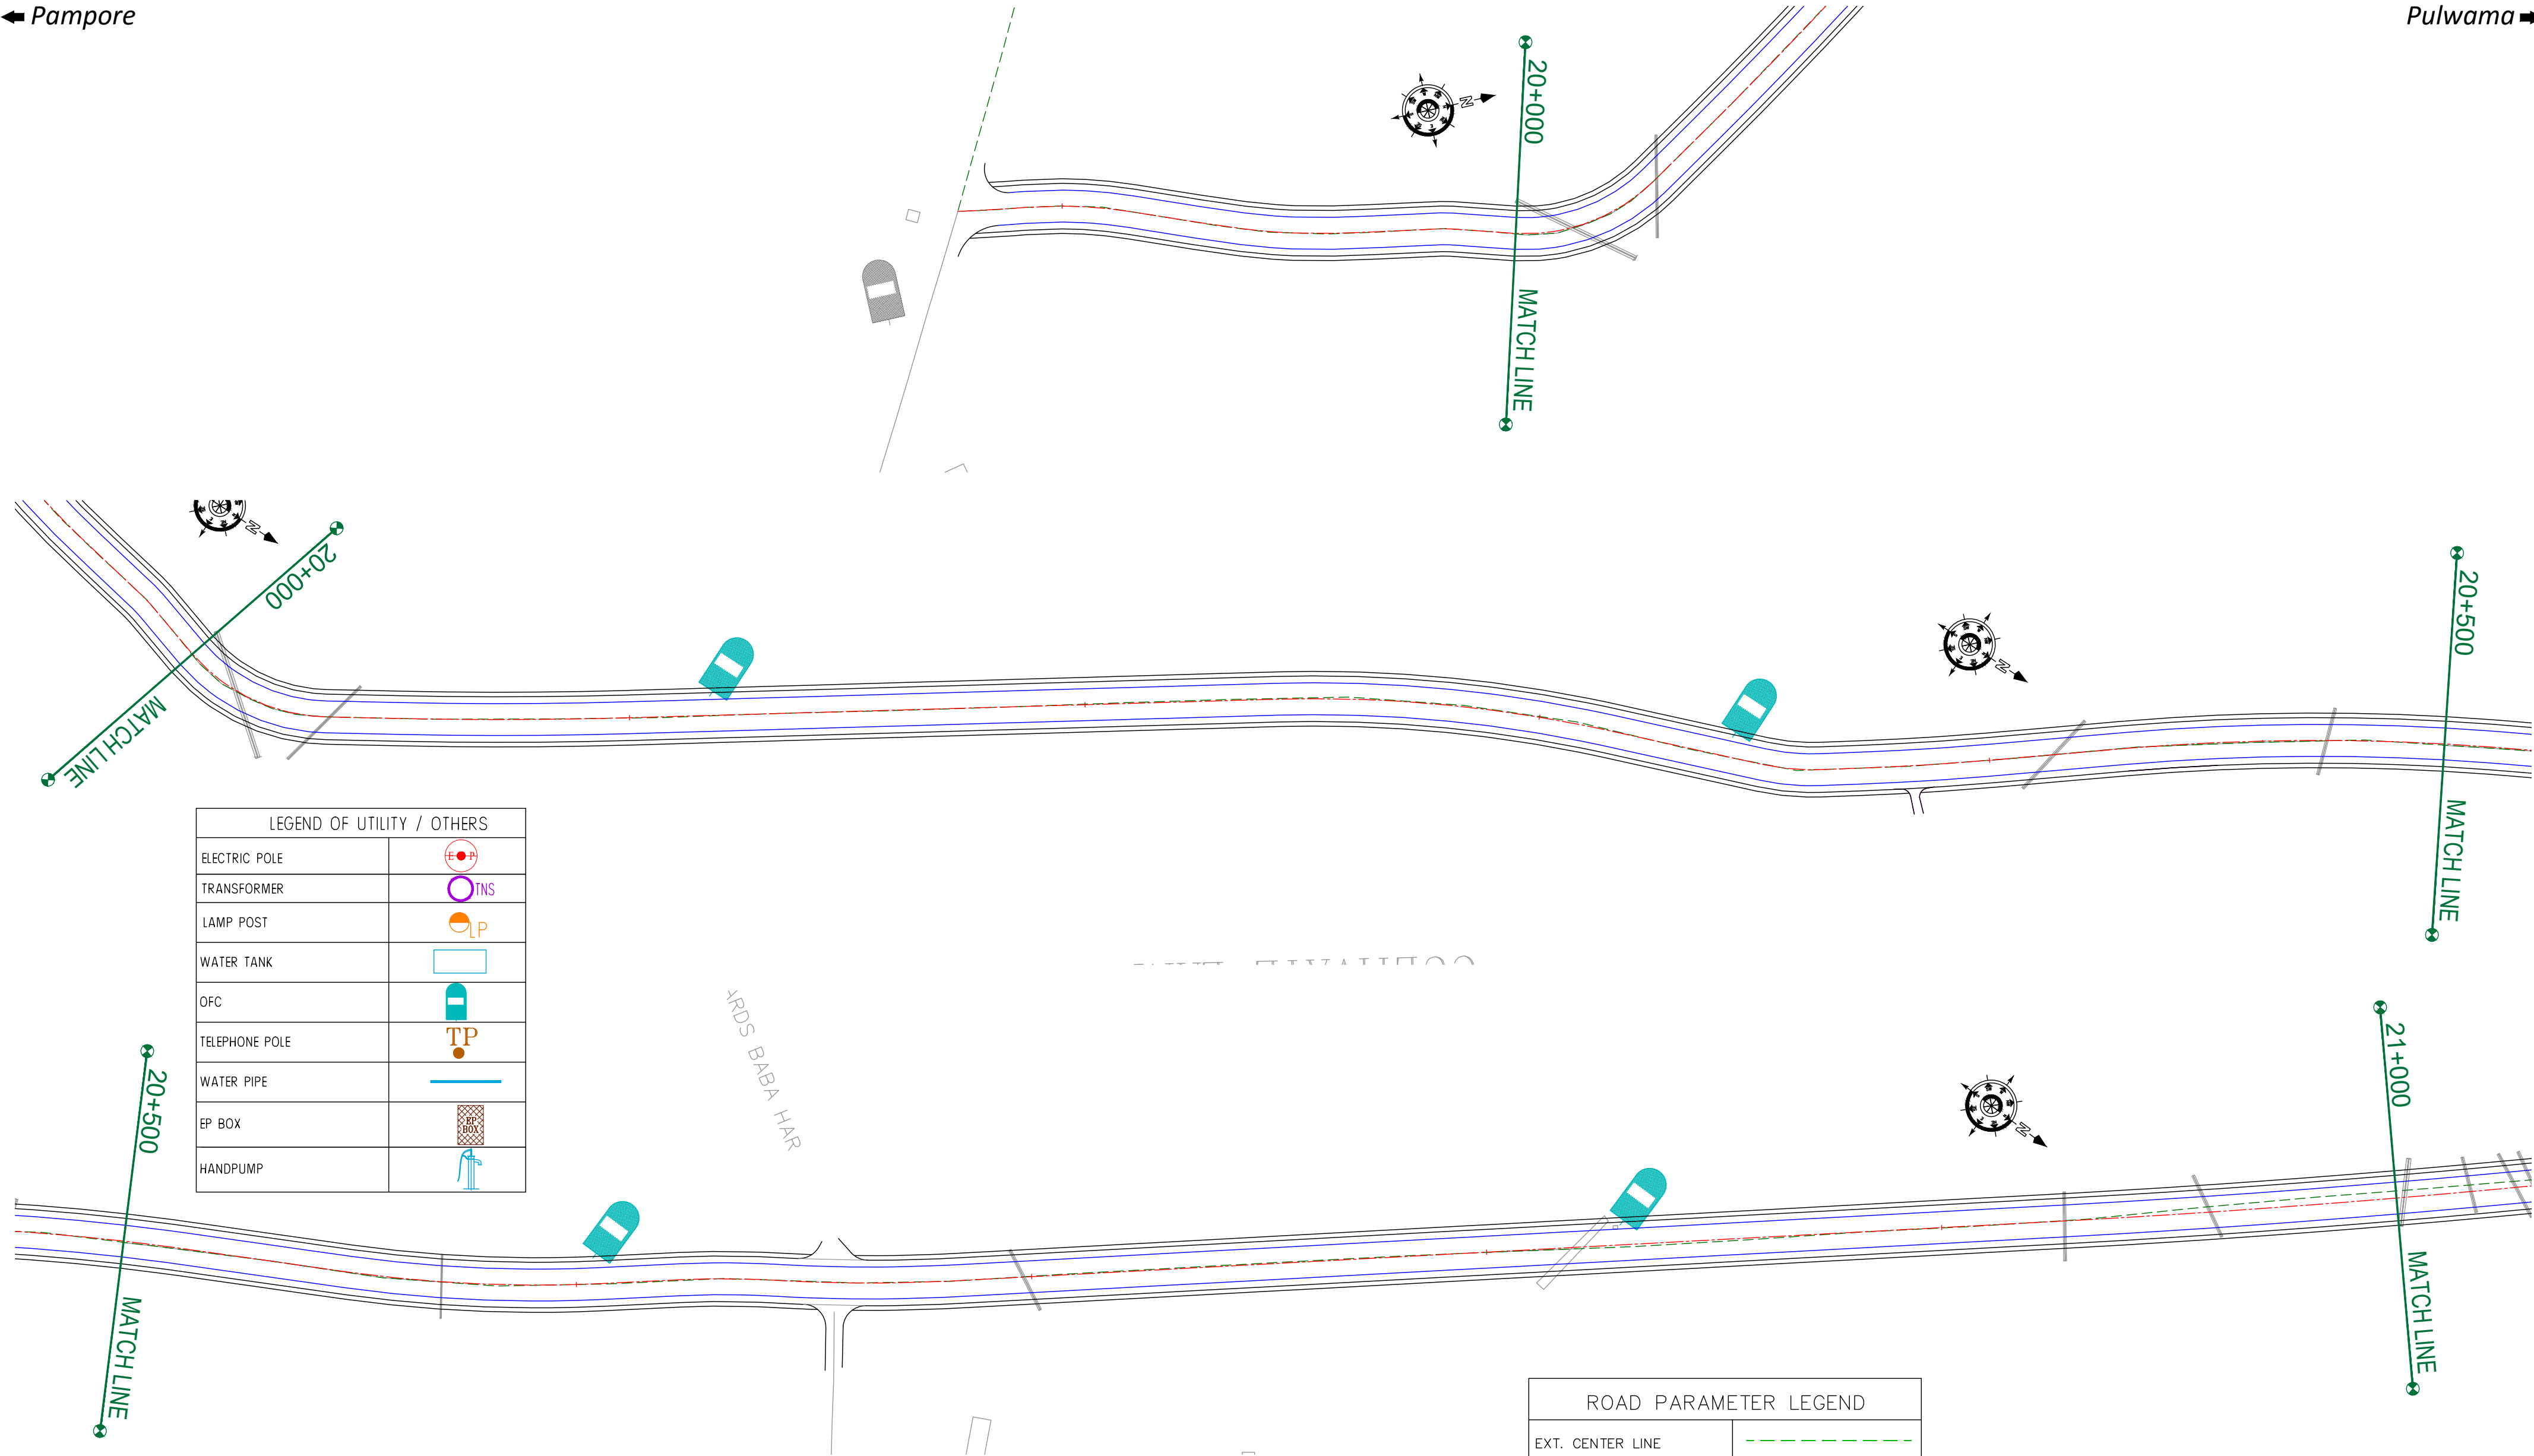 Pampore
Pulwama
20+000
N
MATCH LINE
N
20+000
MATCH LINE
N
20+500
MATCH LINE
LEGEND OF UTILITY / OTHERS
ELECTRIC POLE
E P
TRANSFORMER
TNS
LAMP POST
LP
WATER TANK
OFC
TELEPHONE POLE
TP
WATER PIPE
EP BOX
EP
BOX
HANDPUMP
ARDS BABA HAR
20+500
MATCH LINE
N
21+000
MATCH LINE
ROAD PARAMETER LEGEND
EXT. CENTER LINE